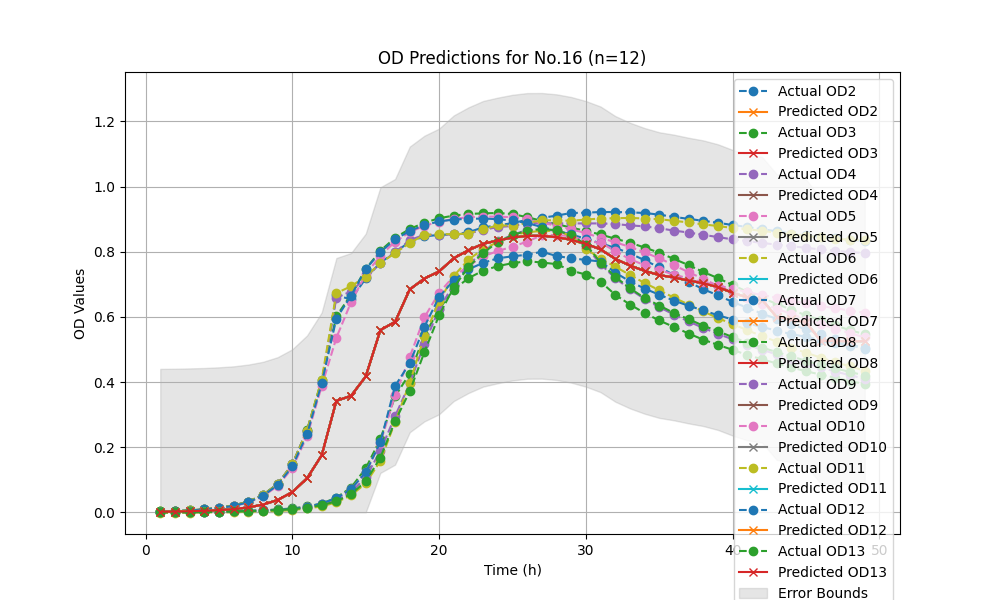 OD Predictions for No.16 (n=12)
OD Values
1.2
1.0
0.8
0.6
0.4
0.2
0.0
0
10
20
30
40
50
Time (h)
Actual OD2
Predicted OD2
Actual OD3
Predicted OD3
Actual OD4
Predicted OD4
Actual OD5
Predicted OD5
Actual OD6
Predicted OD6
Actual OD7
Predicted OD7
Actual OD8
Predicted OD8
Actual OD9
Predicted OD9
Actual OD10
Predicted OD10
Actual OD11
Predicted OD11
Actual OD12
Predicted OD12
Actual OD13
Predicted OD13
Error Bounds